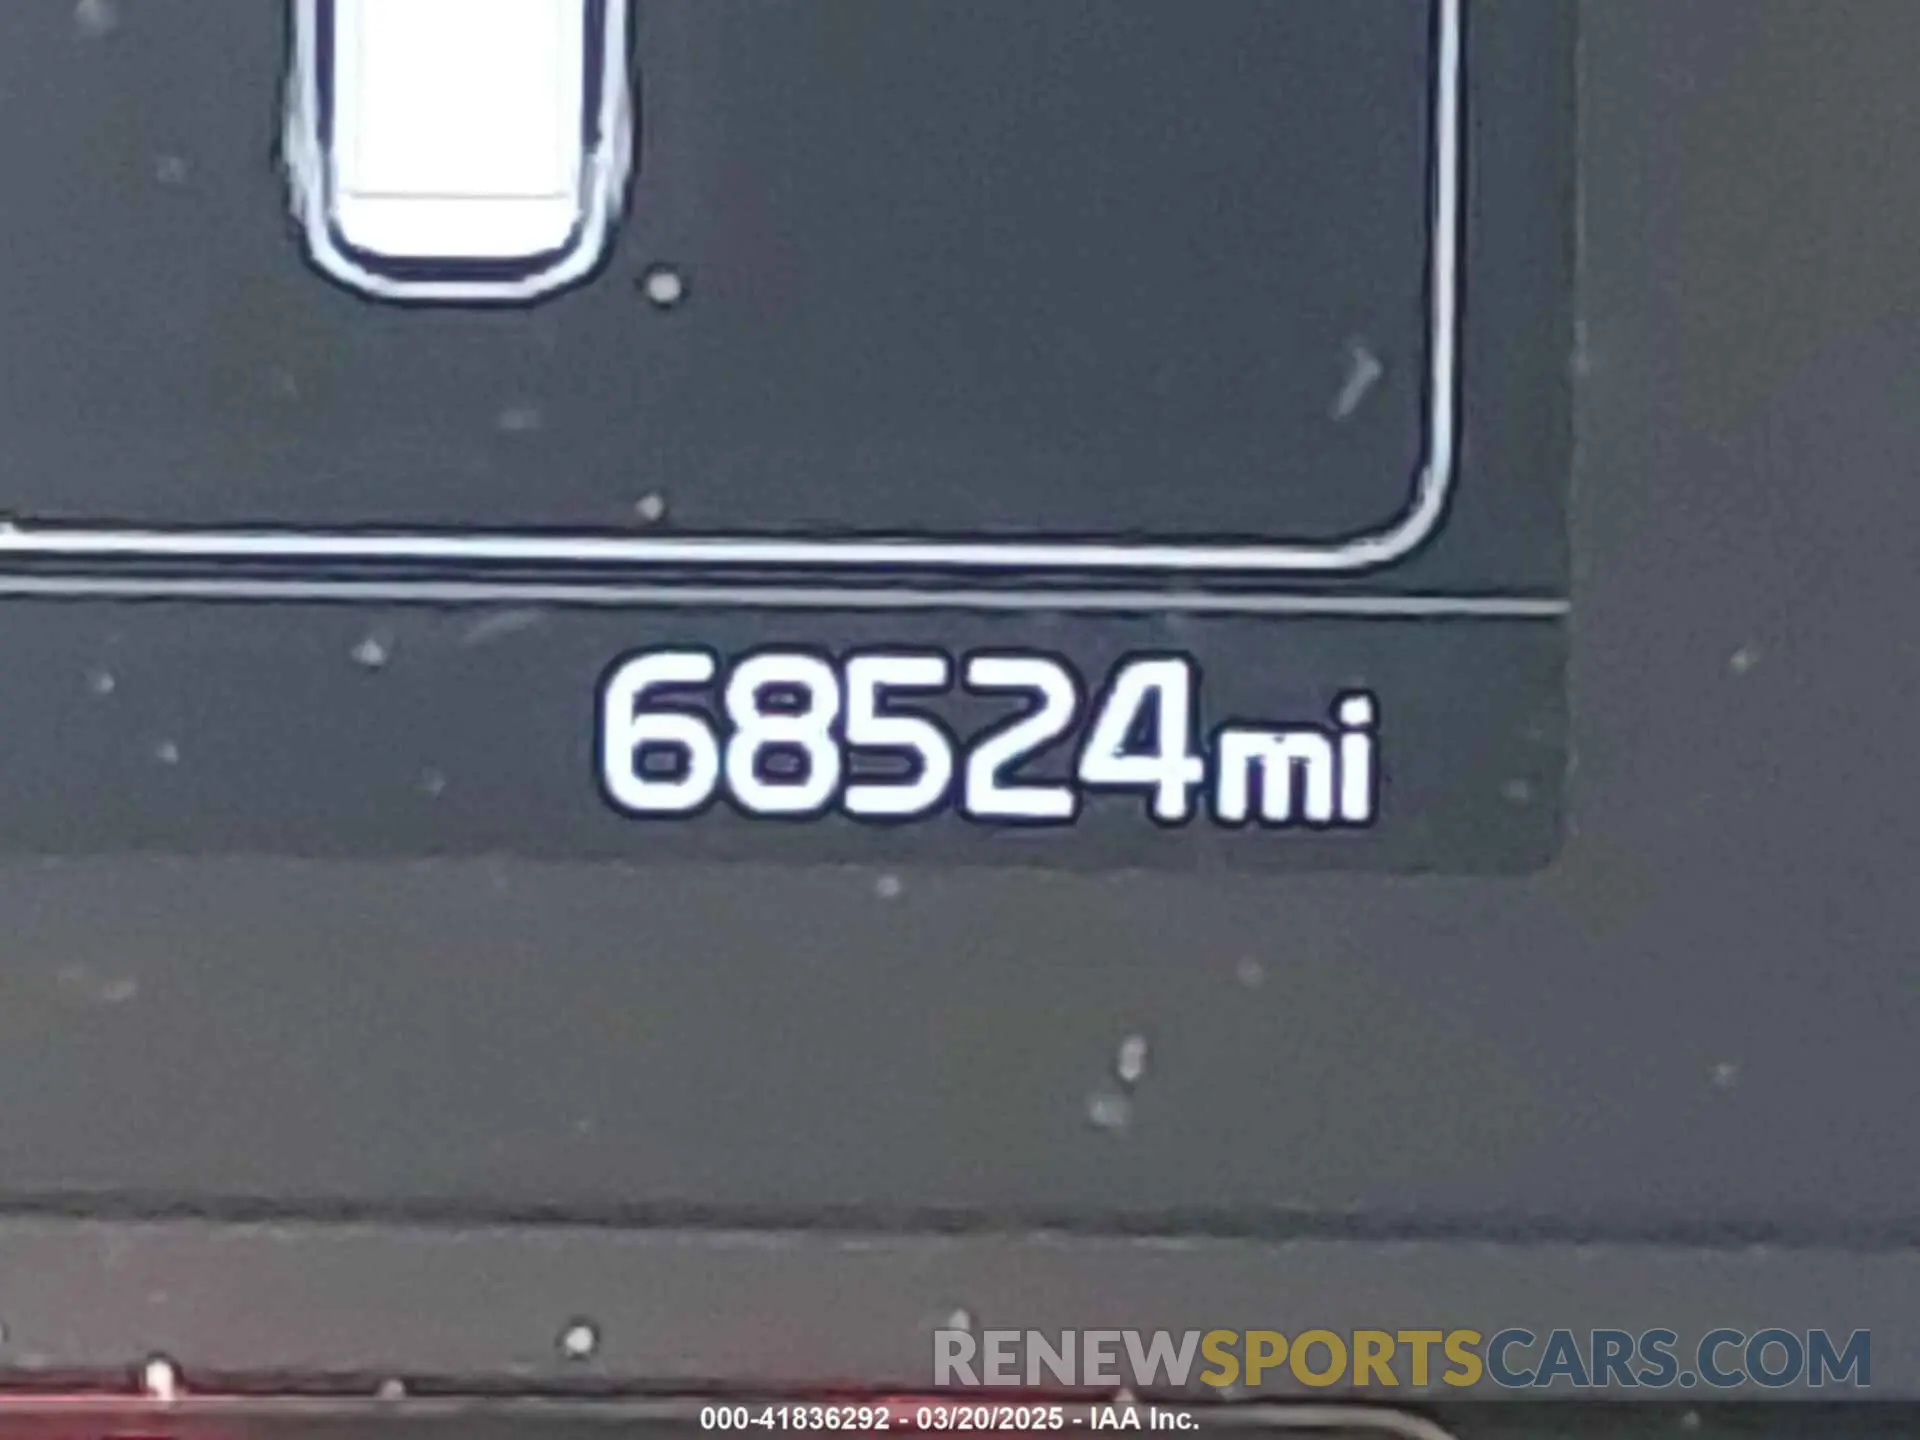 68524mi
RENEWSPORTSCARS.COM
000-41836292 - 03/20/2025 - IAA Inc.